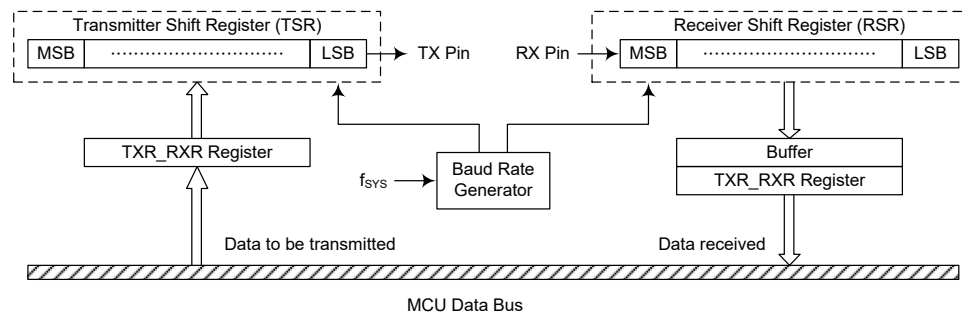 Transmitter Shift Register (TSR)
MSB
LSB
TX Pin
RX Pin
Receiver Shift Register (RSR)
MSB
LSB
TXR_RXR Register
fSYS
Baud Rate
Generator
Buffer
TXR_RXR Register
Data to be transmitted
Data received
MCU Data Bus